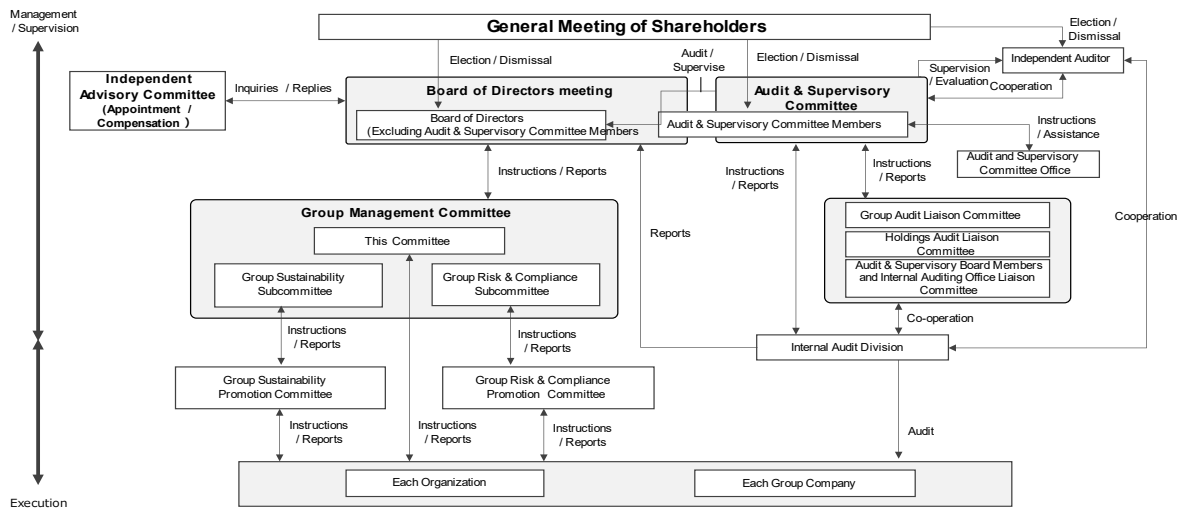 Management
/ Supervision
General Meeting of Shareholders
Election /
Dismissal
Independent Auditor
Election / Dismissal
Audit /
Supervise
Election / Dismissal
Supervision
/ Evaluation
Cooperation
Independent
Advisory Committee
(Appointment /
Compensation )
Inquiries / Replies
Board of Directors meeting
Board of Directors
(Excluding Audit & Supervisory Committee Members
Audit & Supervisory
Committee
Audit & Supervisory Committee Members
Instructions
/ Assistance
Audit and Supervisory
Committee Office
Instructions / Reports
Instructions
/ Reports
Instructions
/ Reports
Group Management Committee
This Committee
Group Sustainability
Subcommittee
Group Risk & Compliance
Subcommittee
Reports
Group Audit Liaison Committee
Holdings Audit Liaison
Committee
Audit & Supervisory Board Members
and Internal Auditing Office Liaison
Committee
Cooperation
Co-operation
Instructions
/ Reports
Instructions
/ Reports
Internal Audit Division
Group Sustainability
Promotion Committee
Group Risk & Compliance
Promotion Committee
Instructions
/ Reports
Instructions
/ Reports
Instructions
/ Reports
Audit
Each Organization
Each Group Company
Execution